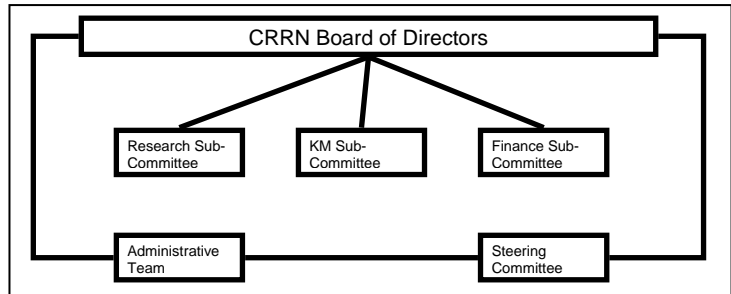 CRRN Board of Directors
Research Sub-
Committee
KM Sub-
Committee
Finance Sub-
Committee
Administrative
Team
Steering
Committee